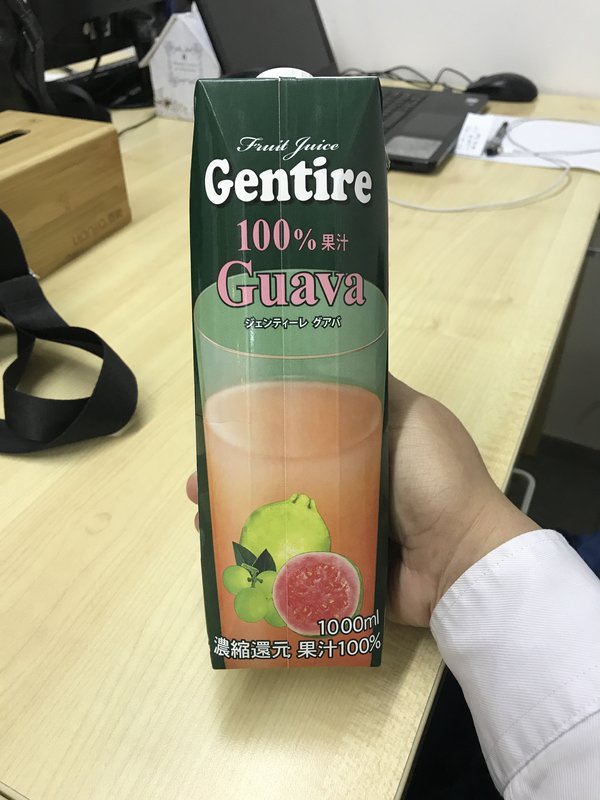 Fruit Juice
Gentire
100%果汁
Guava
ジェンティーレ グアバ
1000ml
濃縮還元 果汁100%